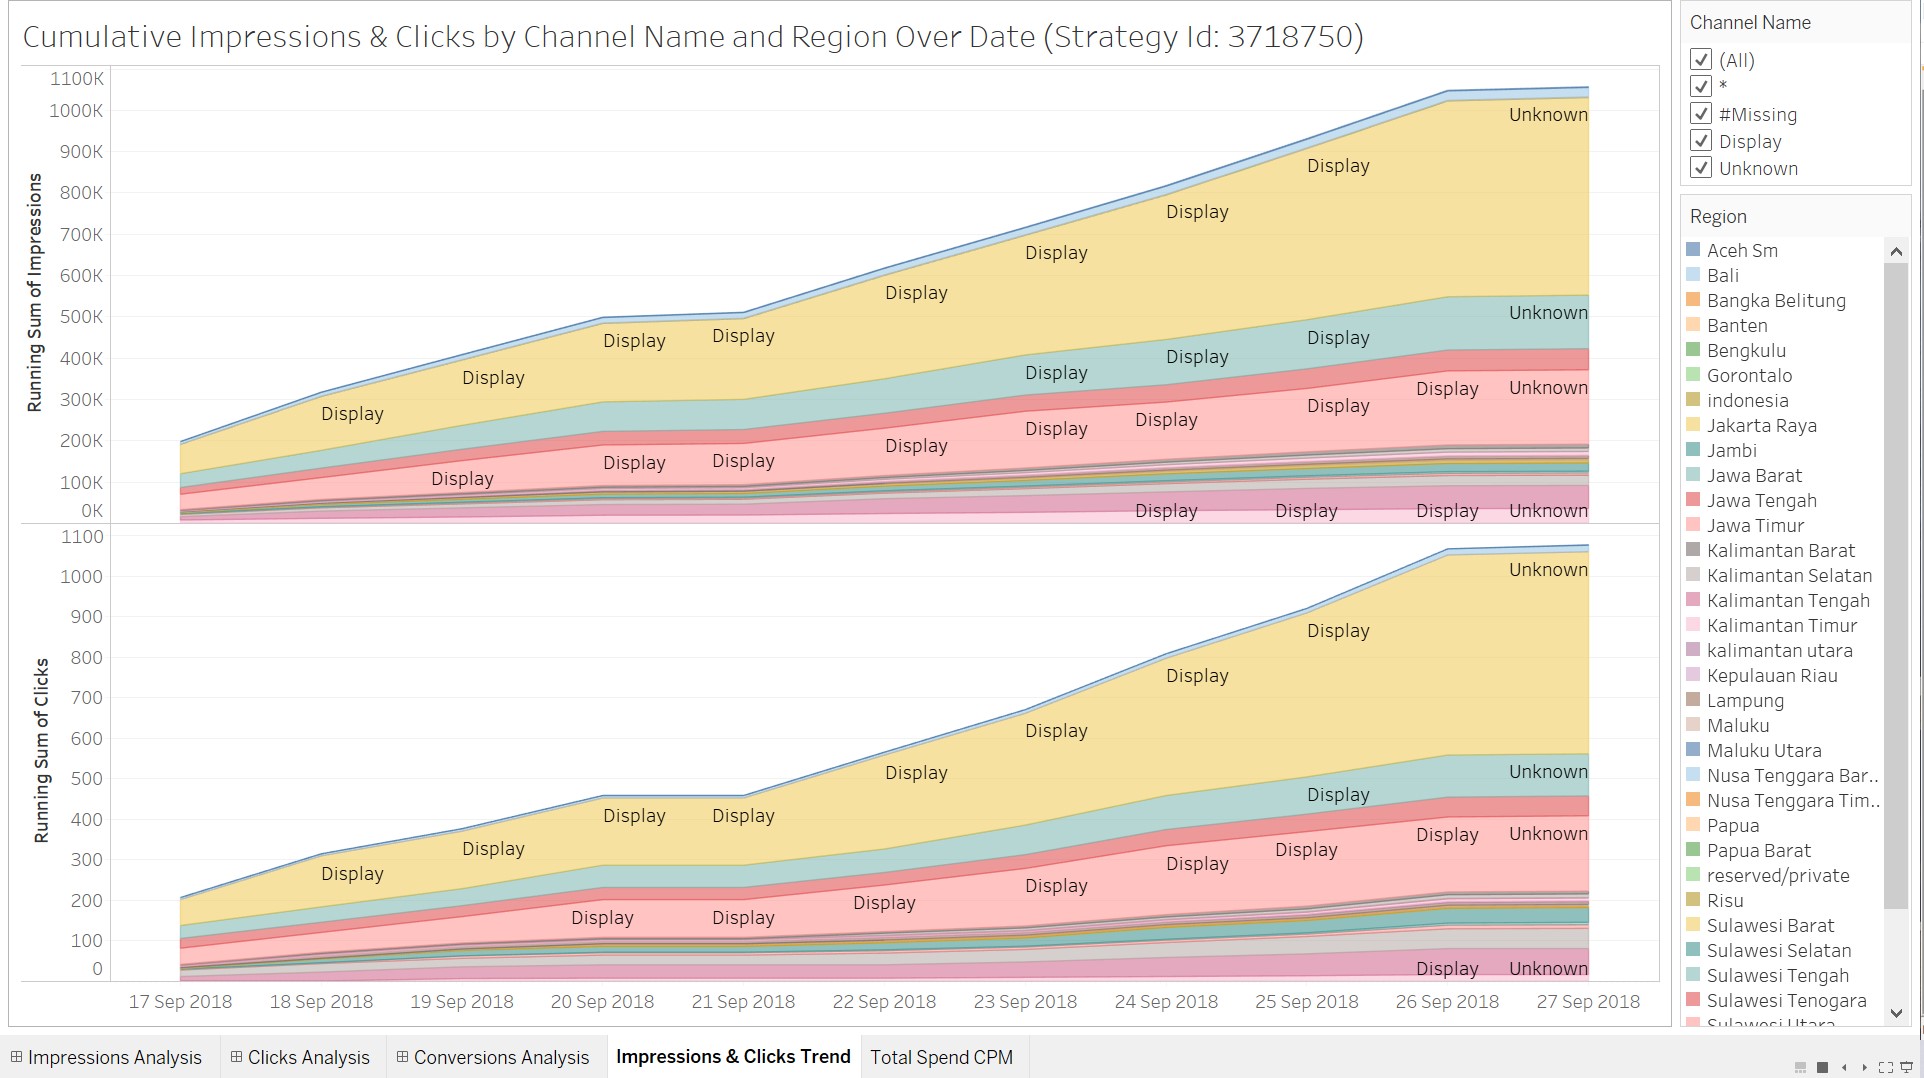 Cumulative Impressions & Clicks by Channel Name and Region Over Date (Strategy Id: 3718750)
Running Sum of Impressions
1100K
1000K
900K
800K
700K
600K
500K
400K
300K
200K
100K
0K
Unknown
Display
Display
Display
Display
Display
Display
Display
Display
Unknown
Display
Display
Display
Display
Unknown
Display
Display
Display
Display
Display
Display
Display
Display
Display
Display
Display
Unknown
Running Sum of Clicks
1100
1000
900
800
700
600
500
400
300
200
100
0
Unknown
Display
Display
Display
Display
Display
Display
Display
Display
Unknown
Display
Display
Unknown
Display
Display
Display
Display
Display
Display
Display
Unknown
17 Sep 2018
18 Sep 2018
19 Sep 2018
20 Sep 2018
21 Sep 2018
22 Sep 2018
23 Sep 2018
24 Sep 2018
25 Sep 2018
26 Sep 2018
27 Sep 2018
Channel Name
(All)
*
#Missing
Display
Unknown
Region
Aceh Sm
Bali
Bangka Belitung
Banten
Bengkulu
Gorontalo
indonesia
Jakarta Raya
Jambi
Jawa Barat
Jawa Tengah
Jawa Timur
Kalimantan Barat
Kalimantan Selatan
Kalimantan Tengah
Kalimantan Timur
kalimantan utara
Kepulauan Riau
Lampung
Maluku
Maluku Utara
Nusa Tenggara Bar..
Nusa Tenggara Tim..
Papua
Papua Barat
reserved/private
Risu
Sulawesi Barat
Sulawesi Selatan
Sulawesi Tengah
Sulawesi Tenogara
Sulawesi Utara
Impressions Analysis
Clicks Analysis
Conversions Analysis
Impressions & Clicks Trend
Total Spend CPM